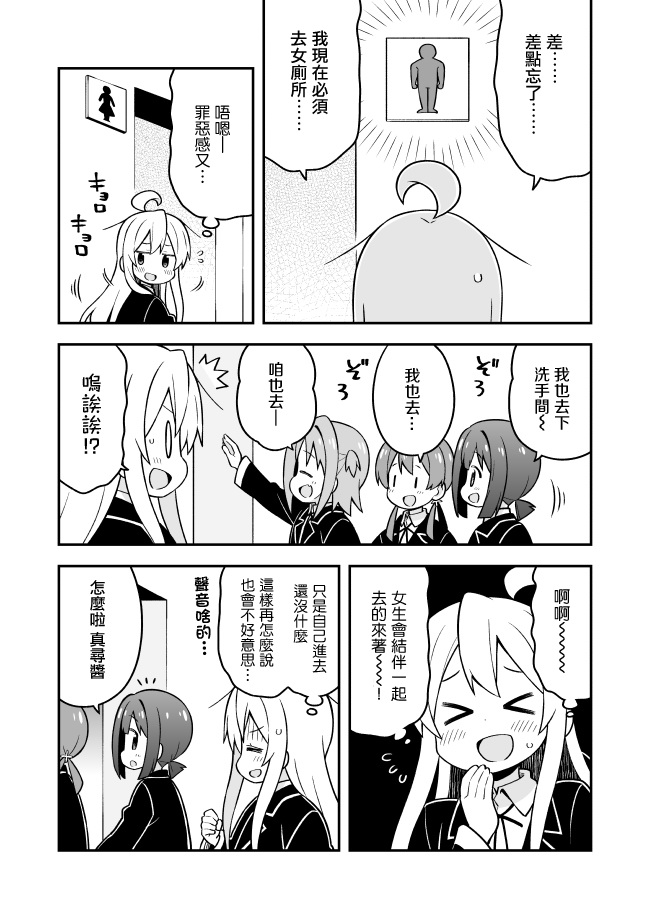 差……
差點忘了……
我現在必須
去女廁所……
唔嗯─
罪惡感又…
キョロ
キョロ
我也去下
洗手間～
ぞろ
我也去…
ぞろ
咱也去─
嗚誒誒!?
啊啊～～～～
女生會結伴一起
去的來著～～！
只是自己進去
還沒什麼
這樣再怎麼說
也會不好意思…
聲音啥的…
怎麼啦 真尋醬